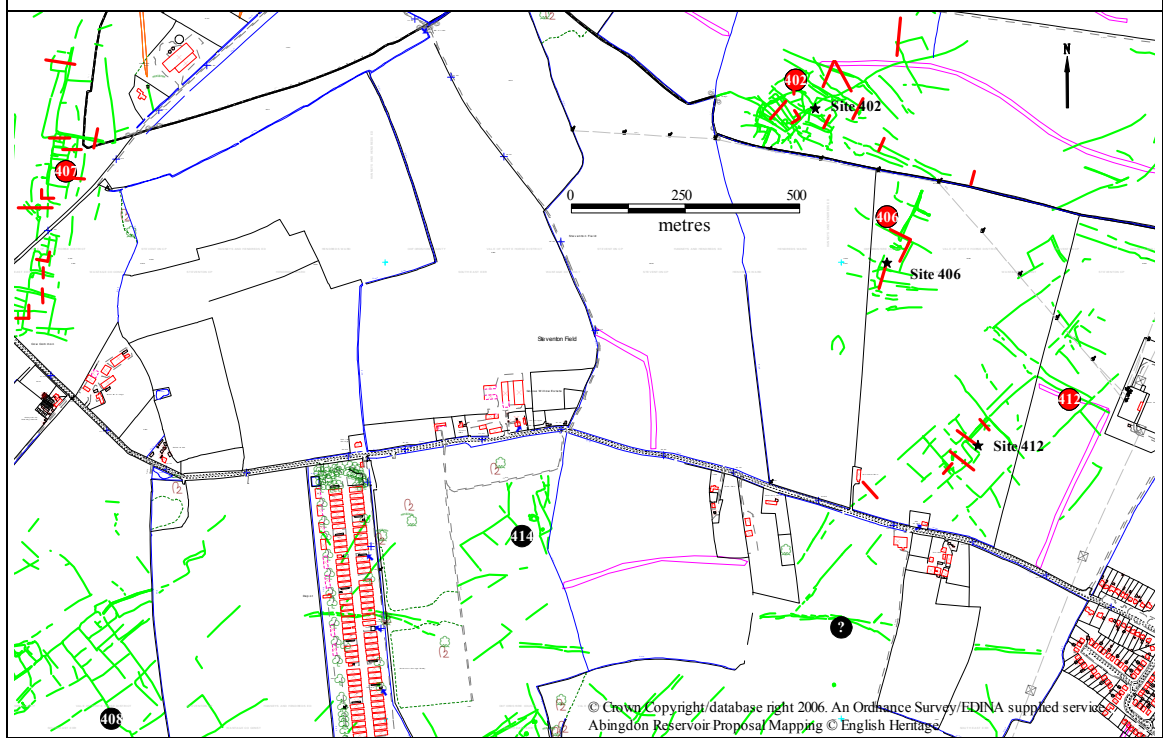 N
402
Site 402
407
0 250 500
metres
406
Site 406
Steventon Field
412
Site 412
414
?
408
© Crown Copyright/database right 2006. An Ordnance Survey/EDINA supplied service
Abingdon Reservoir Proposal Mapping © English Heritage